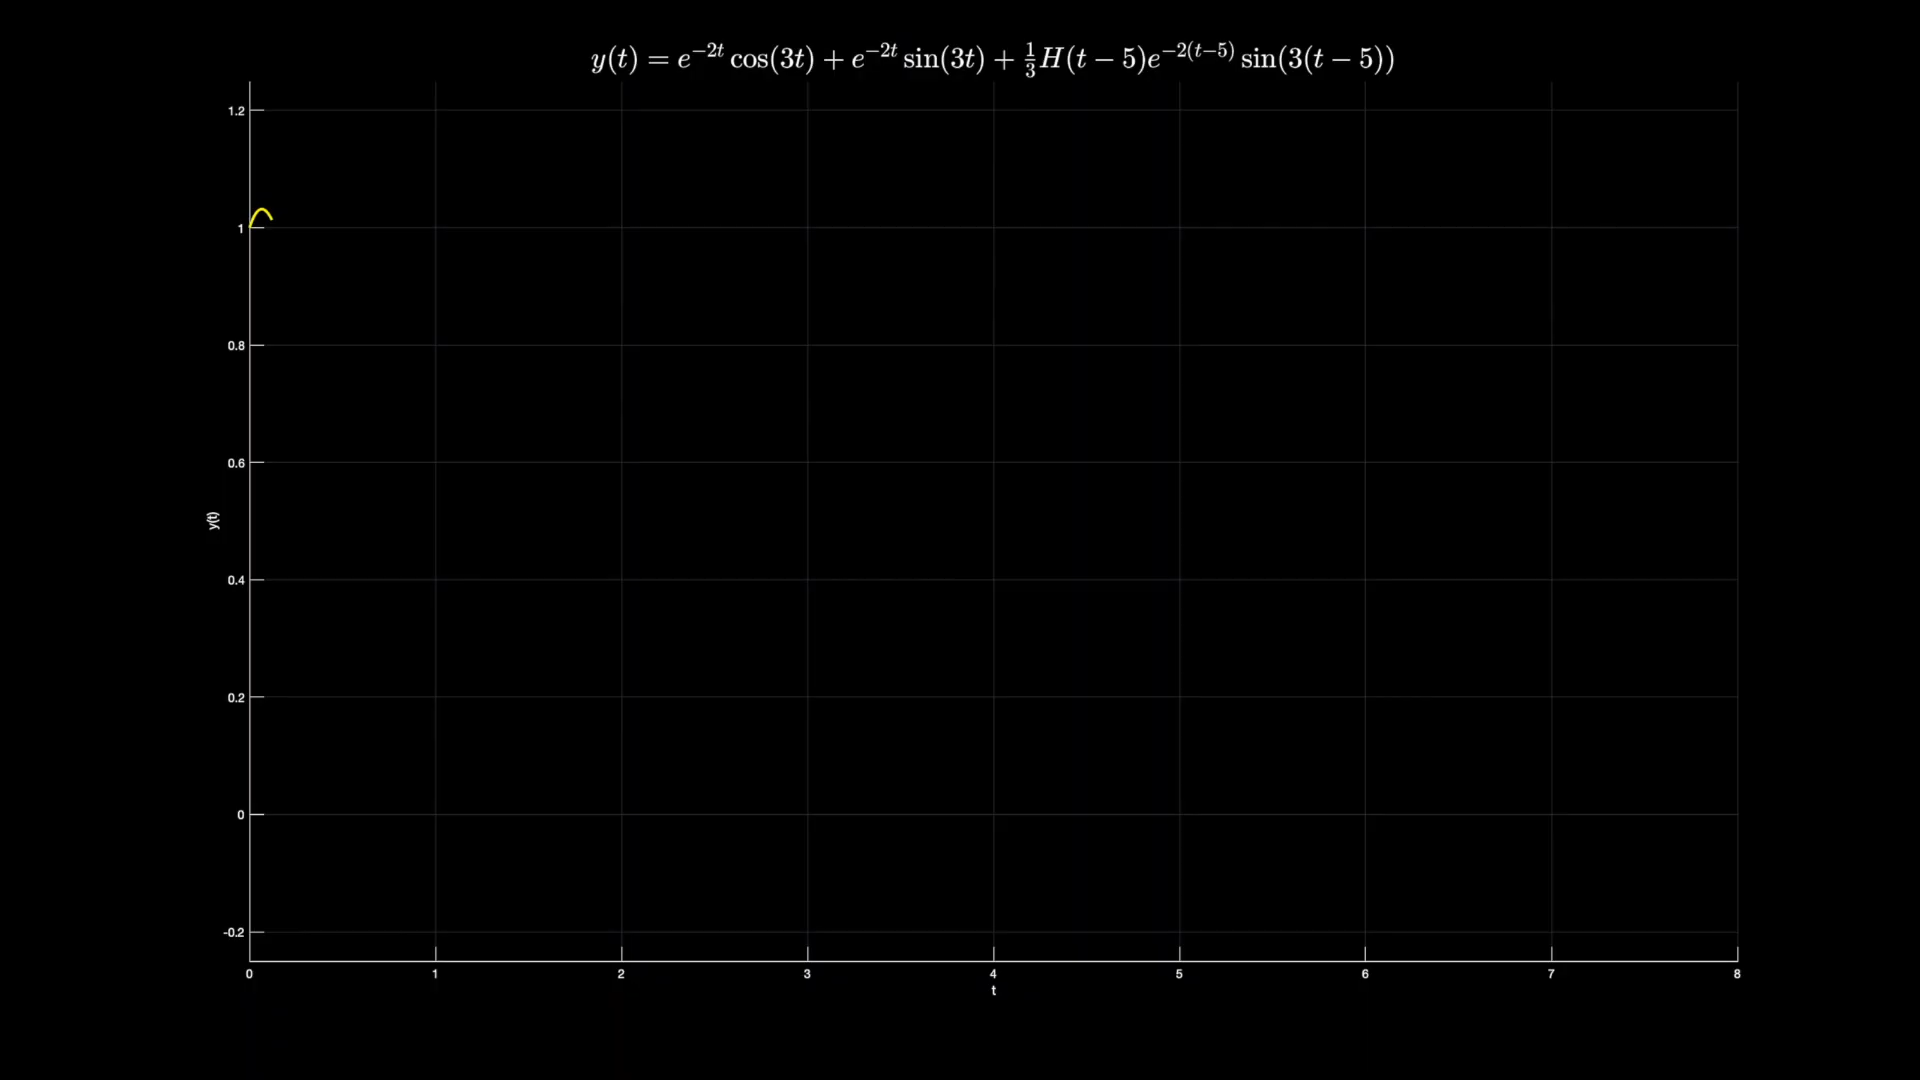 y(t) = e^{-2t} cos(3t) + e^{-2t} sin(3t) + \frac{1}{3}H(t − 5)e^{-2(t−5)} sin(3(t − 5))
1.2
1
0.8
0.6
y(t)
0.4
0.2
0
-0.2
0 1 2 3 4 5 6 7 8
t